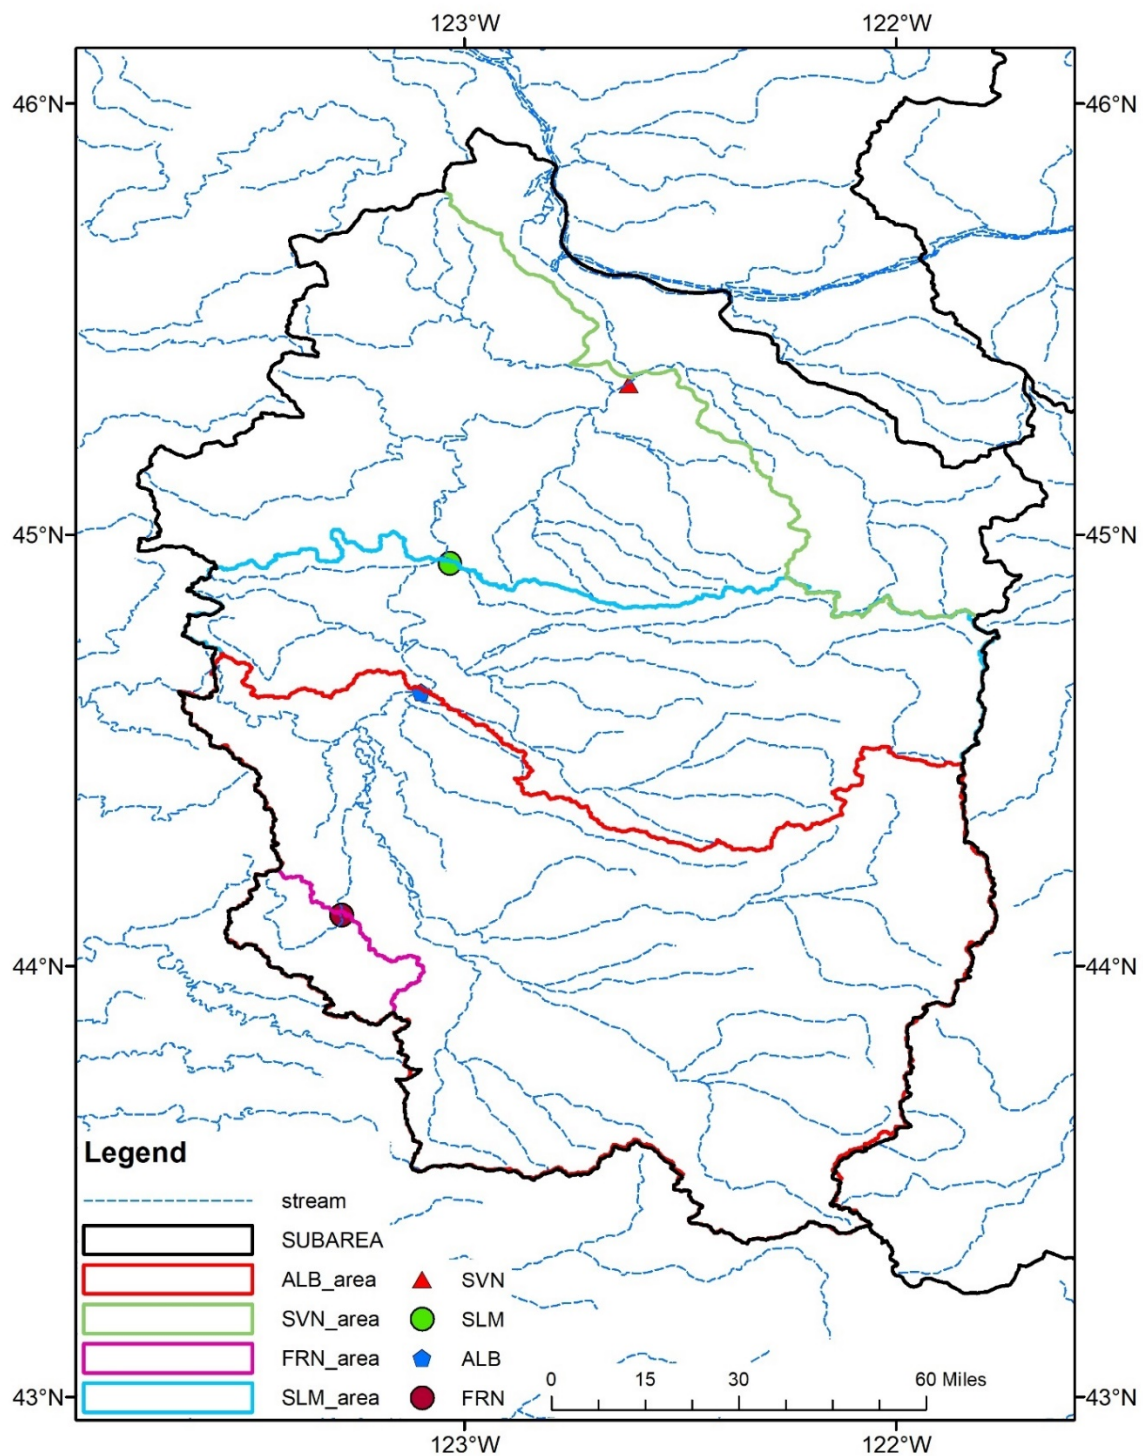 123°W 122°W
46°N 46°N
45°N 45°N
44°N 44°N
Legend
stream
SUBAREA
ALB_area SVN
SVN_area SLM
FRN_area ALB
SLM_area FRN
0 15 30 60 Miles
43°N 43°N
123°W 122°W